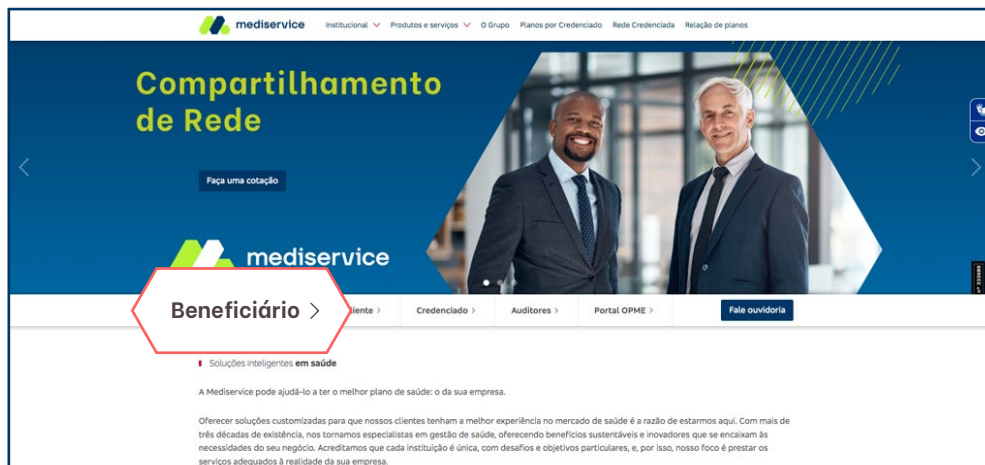 mediservice
Institucional Produtos e serviços O Grupo Planos por Credenciado Rede Credenciada Relação de planos
Compartilhamento
de Rede
Faça uma cotação
mediservice
nº 333689
Beneficiário > Credenciado > Auditores > Portal OPME > Fale ouvidoria
Soluções inteligentes em saúde
A Mediservice pode ajudá-lo a ter o melhor plano de saúde: o da sua empresa.
Oferecer soluções customizadas para que nossos clientes tenham a melhor experiência no mercado de saúde é a razão de estarmos aqui. Com mais de
três décadas de existência, nos tornamos especialistas em gestão de saúde, oferecendo benefícios sustentáveis e inovadores que se encaixam às
necessidades do seu negócio. Acreditamos que cada instituição é única, com desafios e objetivos particulares, e, por isso, nosso foco é prestar os
serviços adequados à realidade da sua empresa.